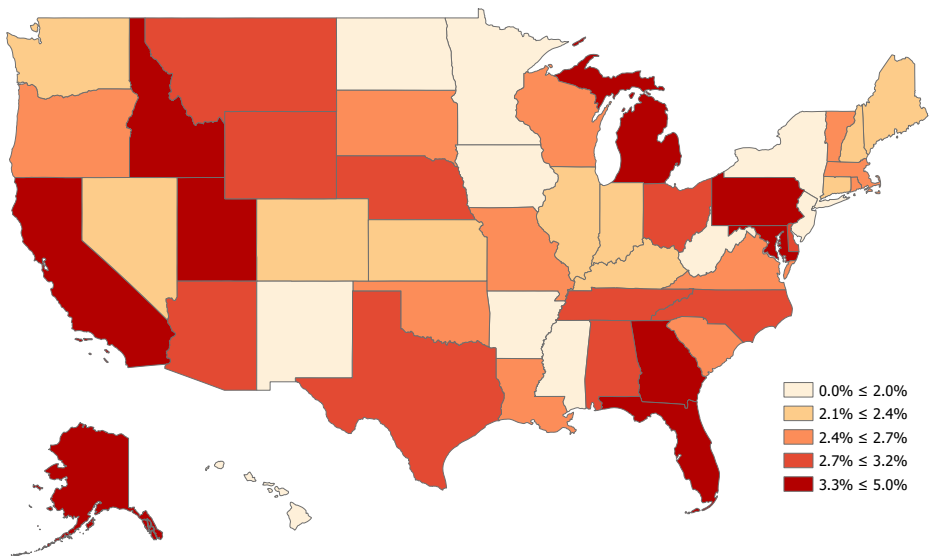 0.0% ≤ 2.0%
2.1% ≤ 2.4%
2.4% ≤ 2.7%
2.7% ≤ 3.2%
3.3% ≤ 5.0%